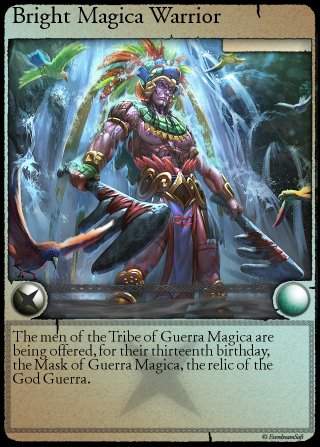 Bright Magica Warrior
The men of the Tribe of Guerra Magica are
being offered, for their thirteenth birthday,
the Mask of Guerra Magica, the relic of the
God Guerra.
© EverdreamSoft